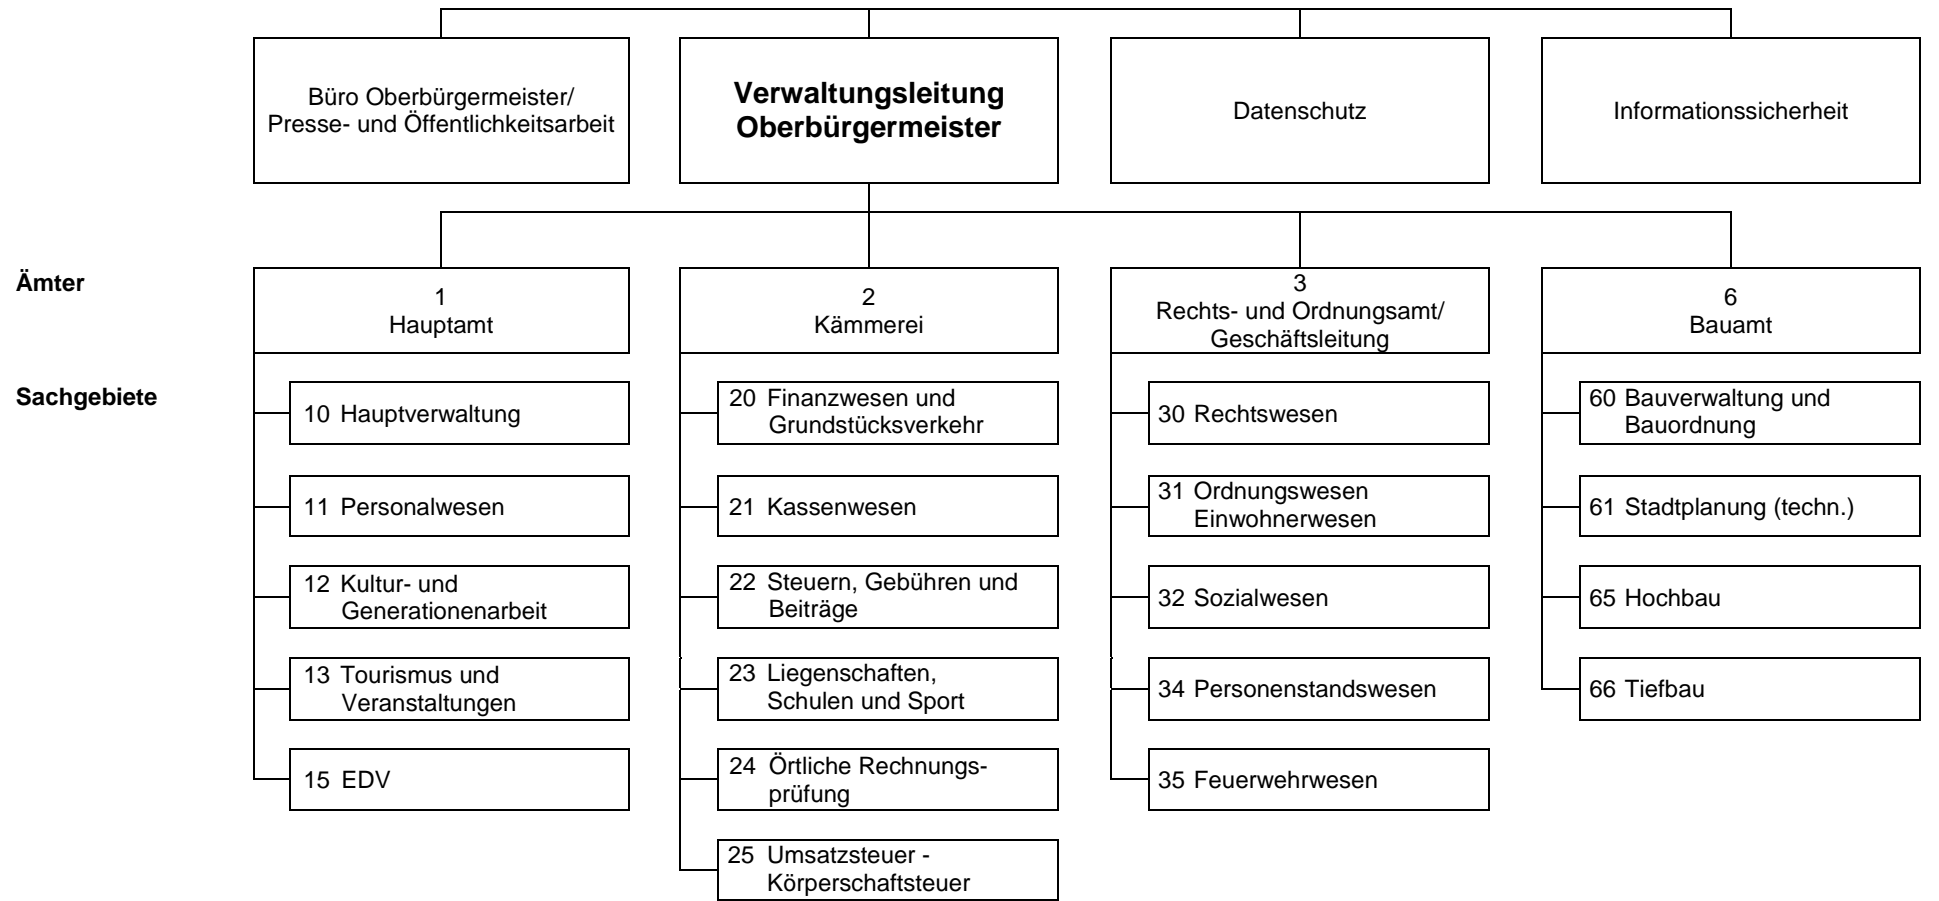 Büro Oberbürgermeister/
Presse- und Öffentlichkeitsarbeit
Verwaltungsleitung
Oberbürgermeister
Datenschutz
Informationssicherheit
Ämter
1
Hauptamt
2
Kämmerei
3
Rechts- und Ordnungsamt/
Geschäftsleitung
6
Bauamt
Sachgebiete
10 Hauptverwaltung
11 Personalwesen
12 Kultur- und
Generationenarbeit
13 Tourismus und
Veranstaltungen
15 EDV
20 Finanzwesen und
Grundstücksverkehr
21 Kassenwesen
22 Steuern, Gebühren und
Beiträge
23 Liegenschaften,
Schulen und Sport
24 Örtliche Rechnungs-
prüfung
25 Umsatzsteuer -
Körperschaftsteuer
30 Rechtswesen
31 Ordnungswesen
Einwohnerwesen
32 Sozialwesen
34 Personenstandswesen
35 Feuerwehrwesen
60 Bauverwaltung und
Bauordnung
61 Stadtplanung (techn.)
65 Hochbau
66 Tiefbau